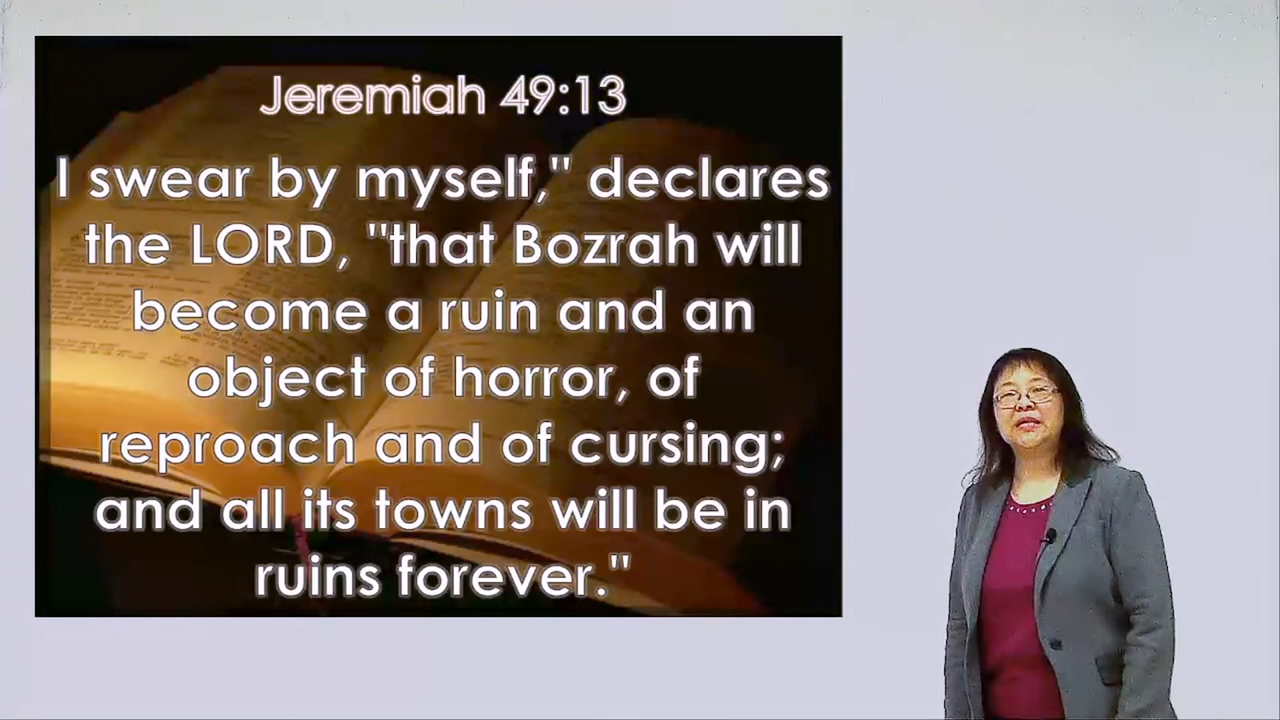 Jeremiah 49:13
I swear by myself," declares
the LORD, "that Bozrah will
become a ruin and an
object of horror, of
reproach and of cursing;
and all its towns will be in
ruins forever."